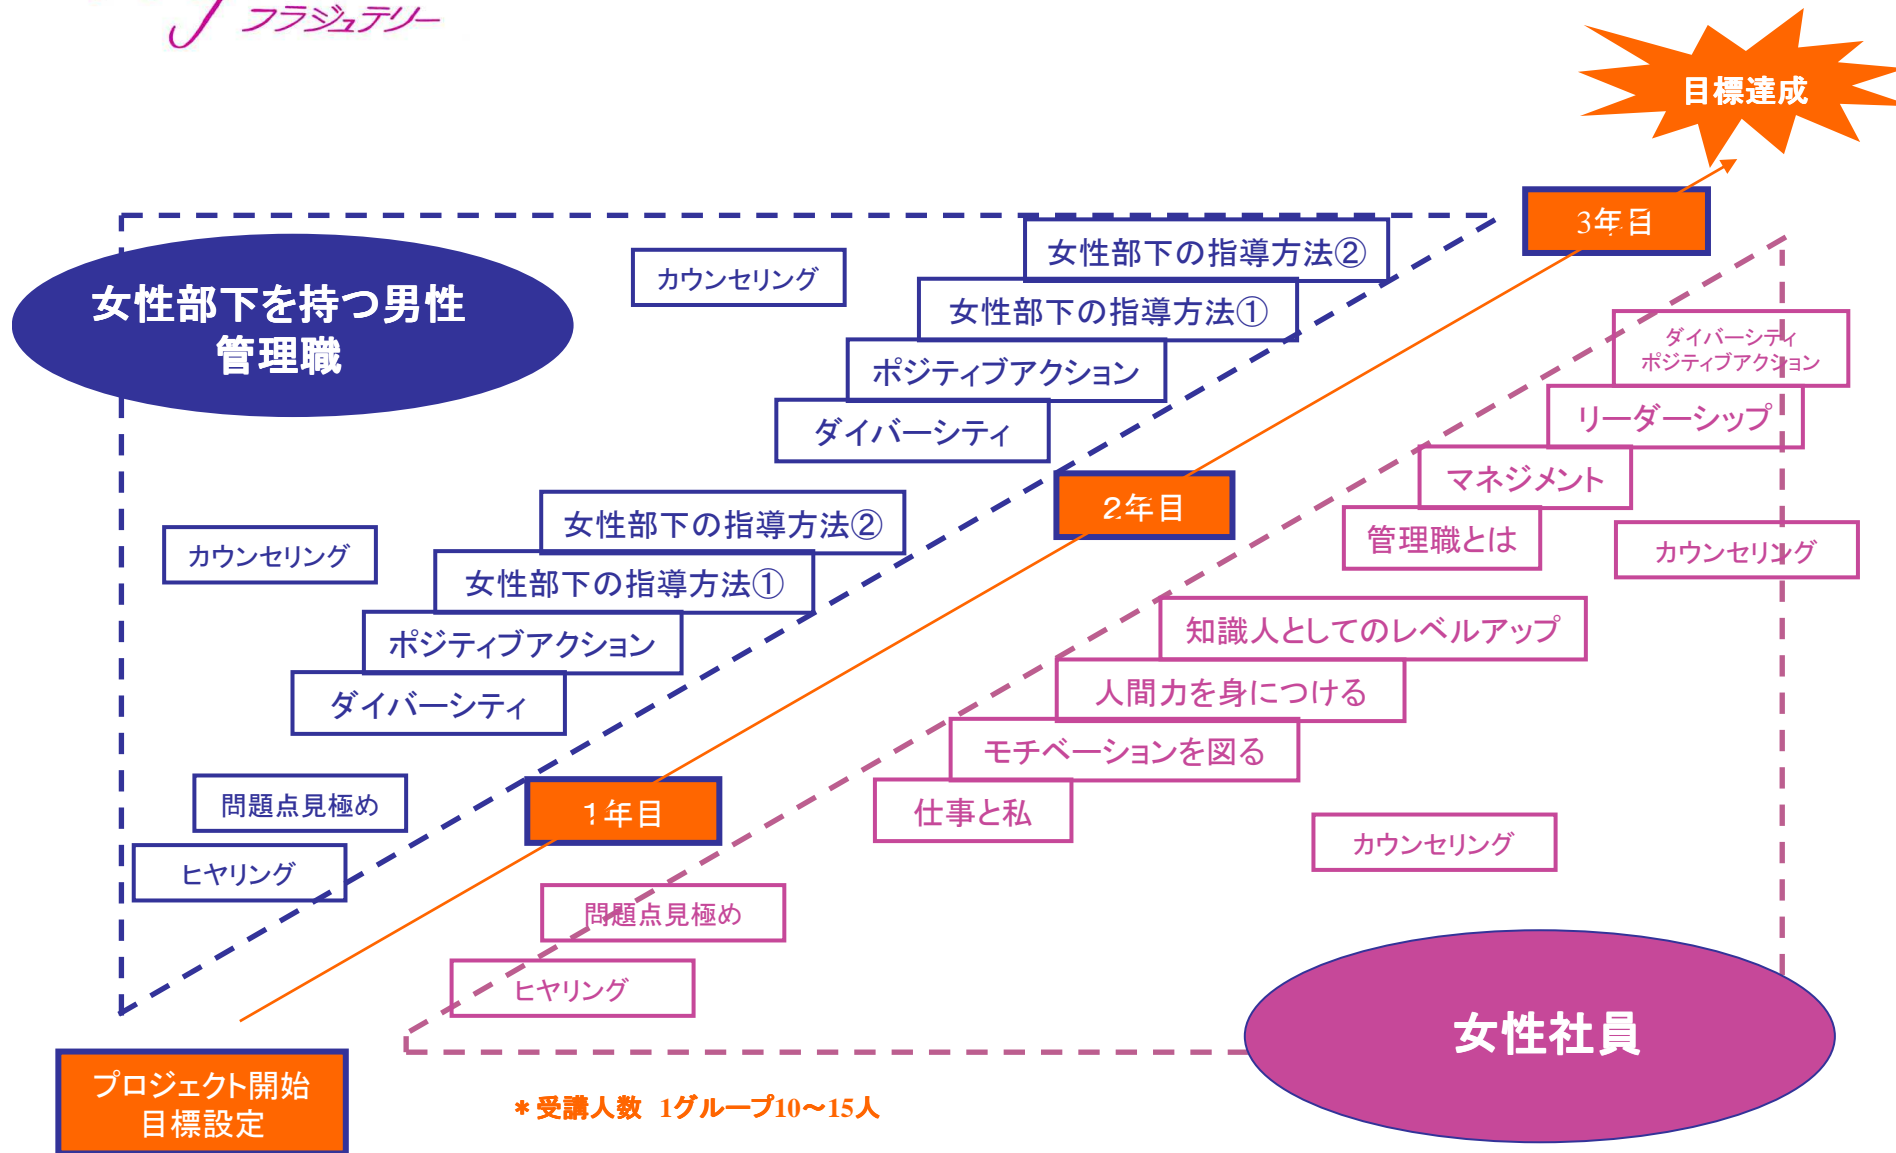 フラジュテリー
目標達成
3年目
女性部下の指導方法②
カウンセリング
女性部下を持つ男性
管理職
女性部下の指導方法①
ダイバーシティ
ポジティブアクション
ポジティブアクション
リーダーシップ
ダイバーシティ
マネジメント
2年目
女性部下の指導方法②
管理職とは
カウンセリング
カウンセリング
女性部下の指導方法①
知識人としてのレベルアップ
ポジティブアクション
人間力を身につける
ダイバーシティ
モチベーションを図る
問題点見極め
1年目
仕事と私
カウンセリング
ヒヤリング
問題点見極め
ヒヤリング
女性社員
プロジェクト開始
目標設定
*受講人数 1グループ10～15人